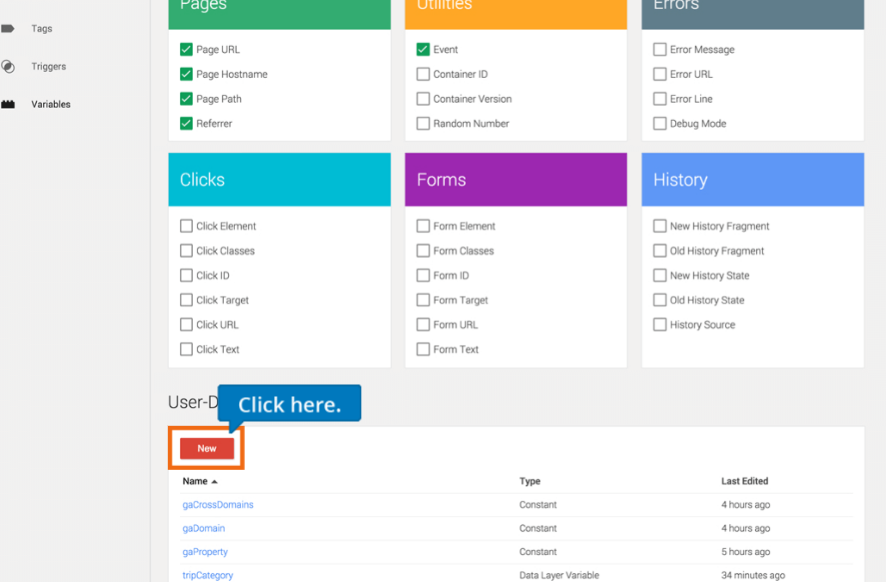 Tags
Triggers
Variables
Pages
Page URL
Page Hostname
Page Path
Referrer
Utilities
Event
Container ID
Container Version
Random Number
Errors
Error Message
Error URL
Error Line
Debug Mode
Clicks
Click Element
Click Classes
Click ID
Click Target
Click URL
Click Text
Forms
Form Element
Form Classes
Form ID
Form Target
Form URL
Form Text
History
New History Fragment
Old History Fragment
New History State
Old History State
History Source
User-D
Click here.
New
Name Type Last Edited
gaCrossDomains Constant 4 hours ago
gaDomain Constant 4 hours ago
gaProperty Constant 5 hours ago
tripCategory Data Layer Variable 34 minutes ago